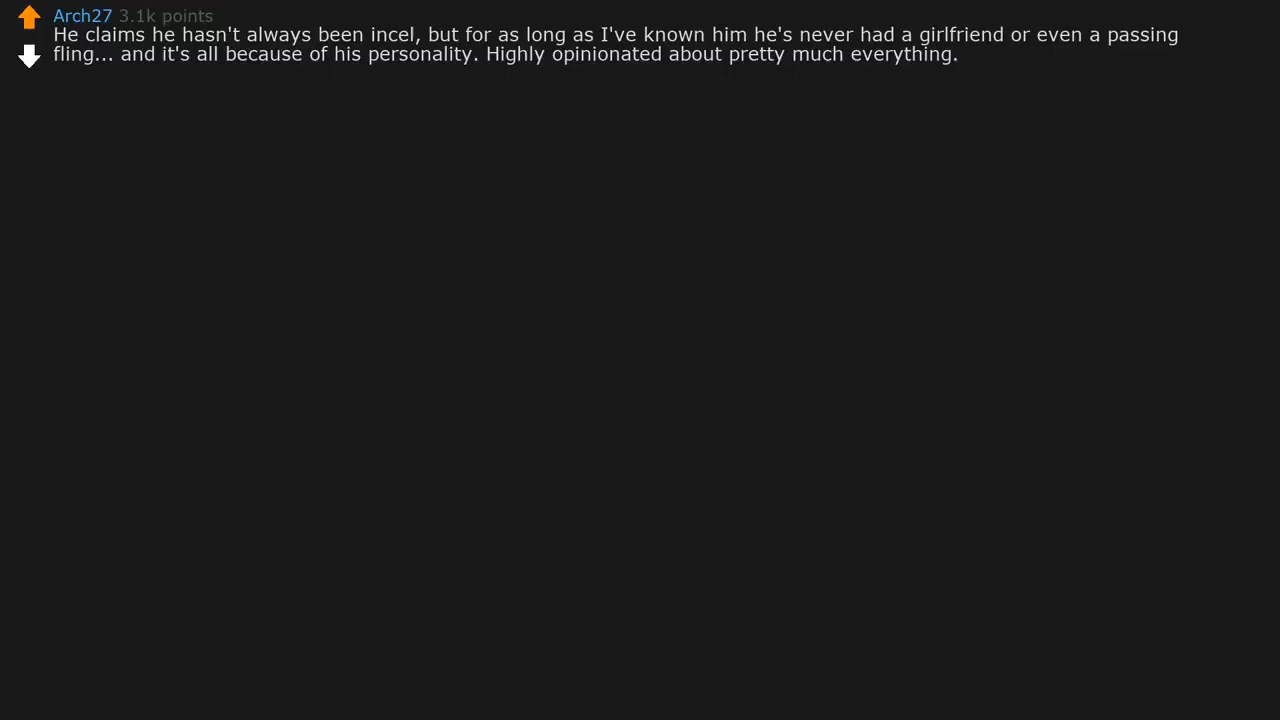 Arch27 3.1k points
He claims he hasn't always been incel, but for as long as I've known him he's never had a girlfriend or even a passing
fling... and it's all because of his personality. Highly opinionated about pretty much everything.